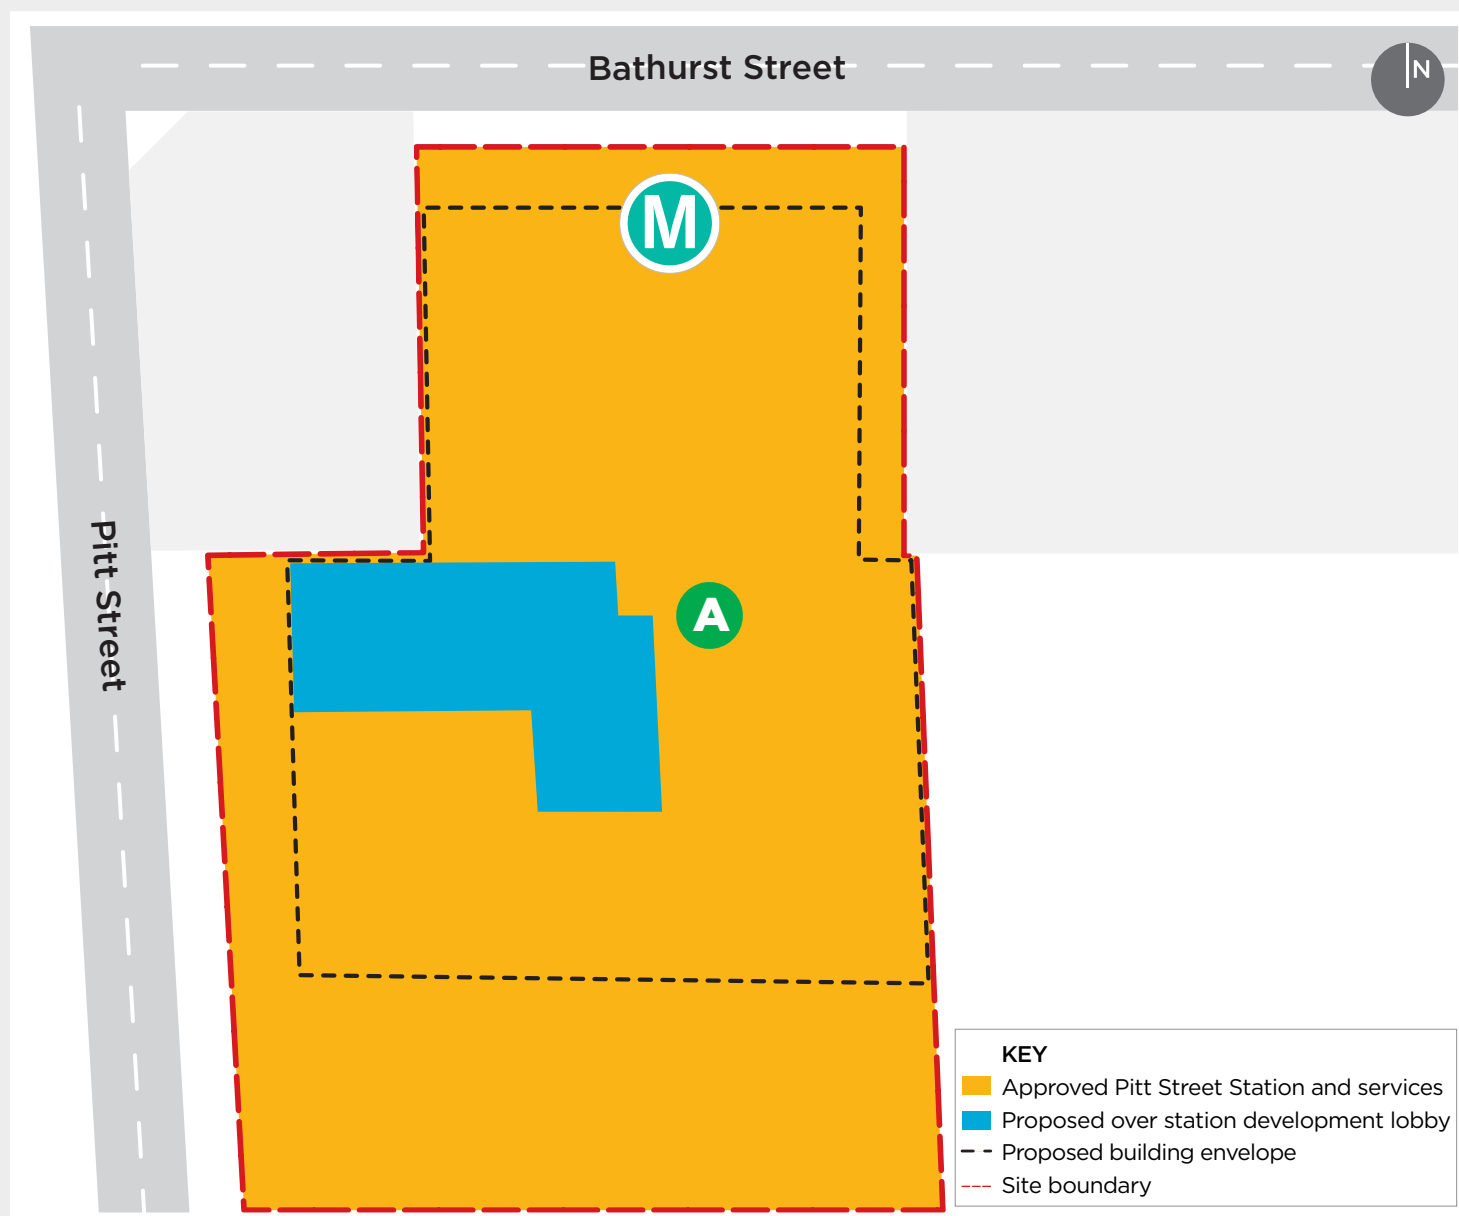 Bathurst Street
N
M
Pitt Street
A
KEY
Approved Pitt Street Station and services
Proposed over station development lobby
Proposed building envelope
Site boundary